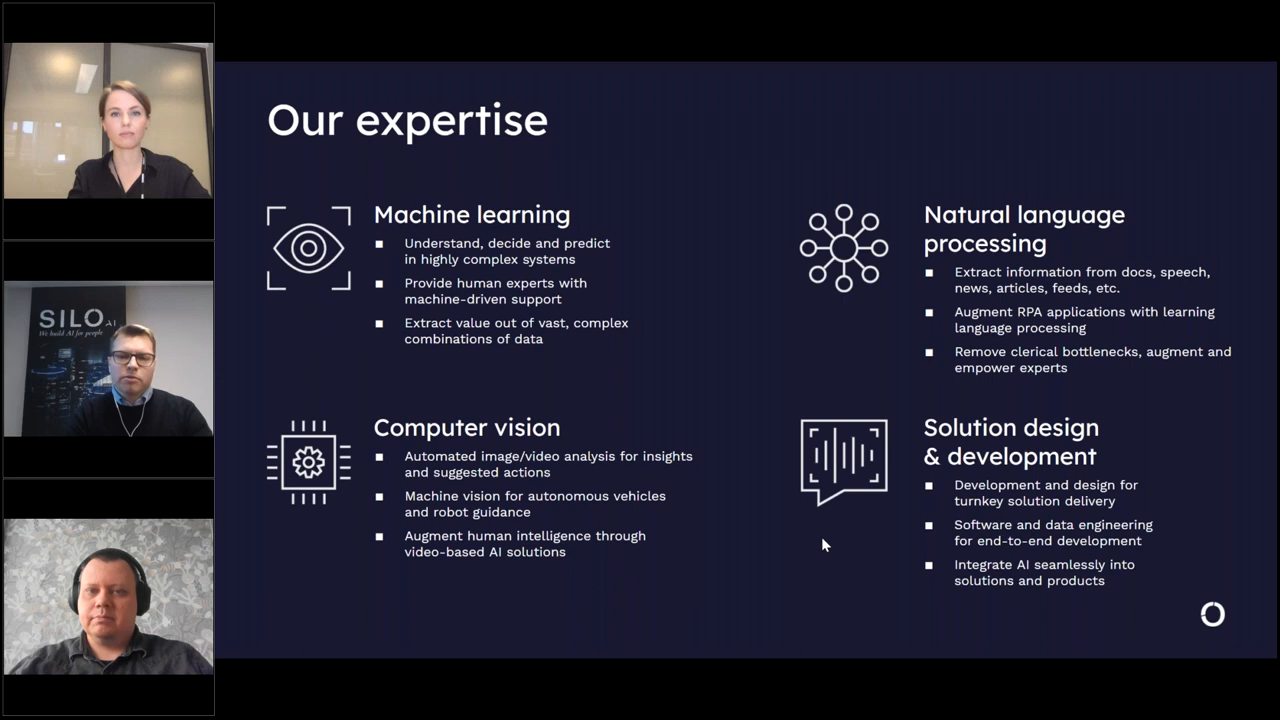 SILO.AI
We build AI for people
Our expertise
Machine learning
■ Understand, decide and predict
in highly complex systems
■ Provide human experts with
machine-driven support
■ Extract value out of vast, complex
combinations of data
Natural language
processing
■ Extract information from docs, speech,
news, articles, feeds, etc.
■ Augment RPA applications with learning
language processing
■ Remove clerical bottlenecks, augment and
empower experts
Computer vision
■ Automated image/video analysis for insights
and suggested actions
■ Machine vision for autonomous vehicles
and robot guidance
■ Augment human intelligence through
video-based AI solutions
Solution design
& development
■ Development and design for
turnkey solution delivery
■ Software and data engineering
for end-to-end development
■ Integrate AI seamlessly into
solutions and products